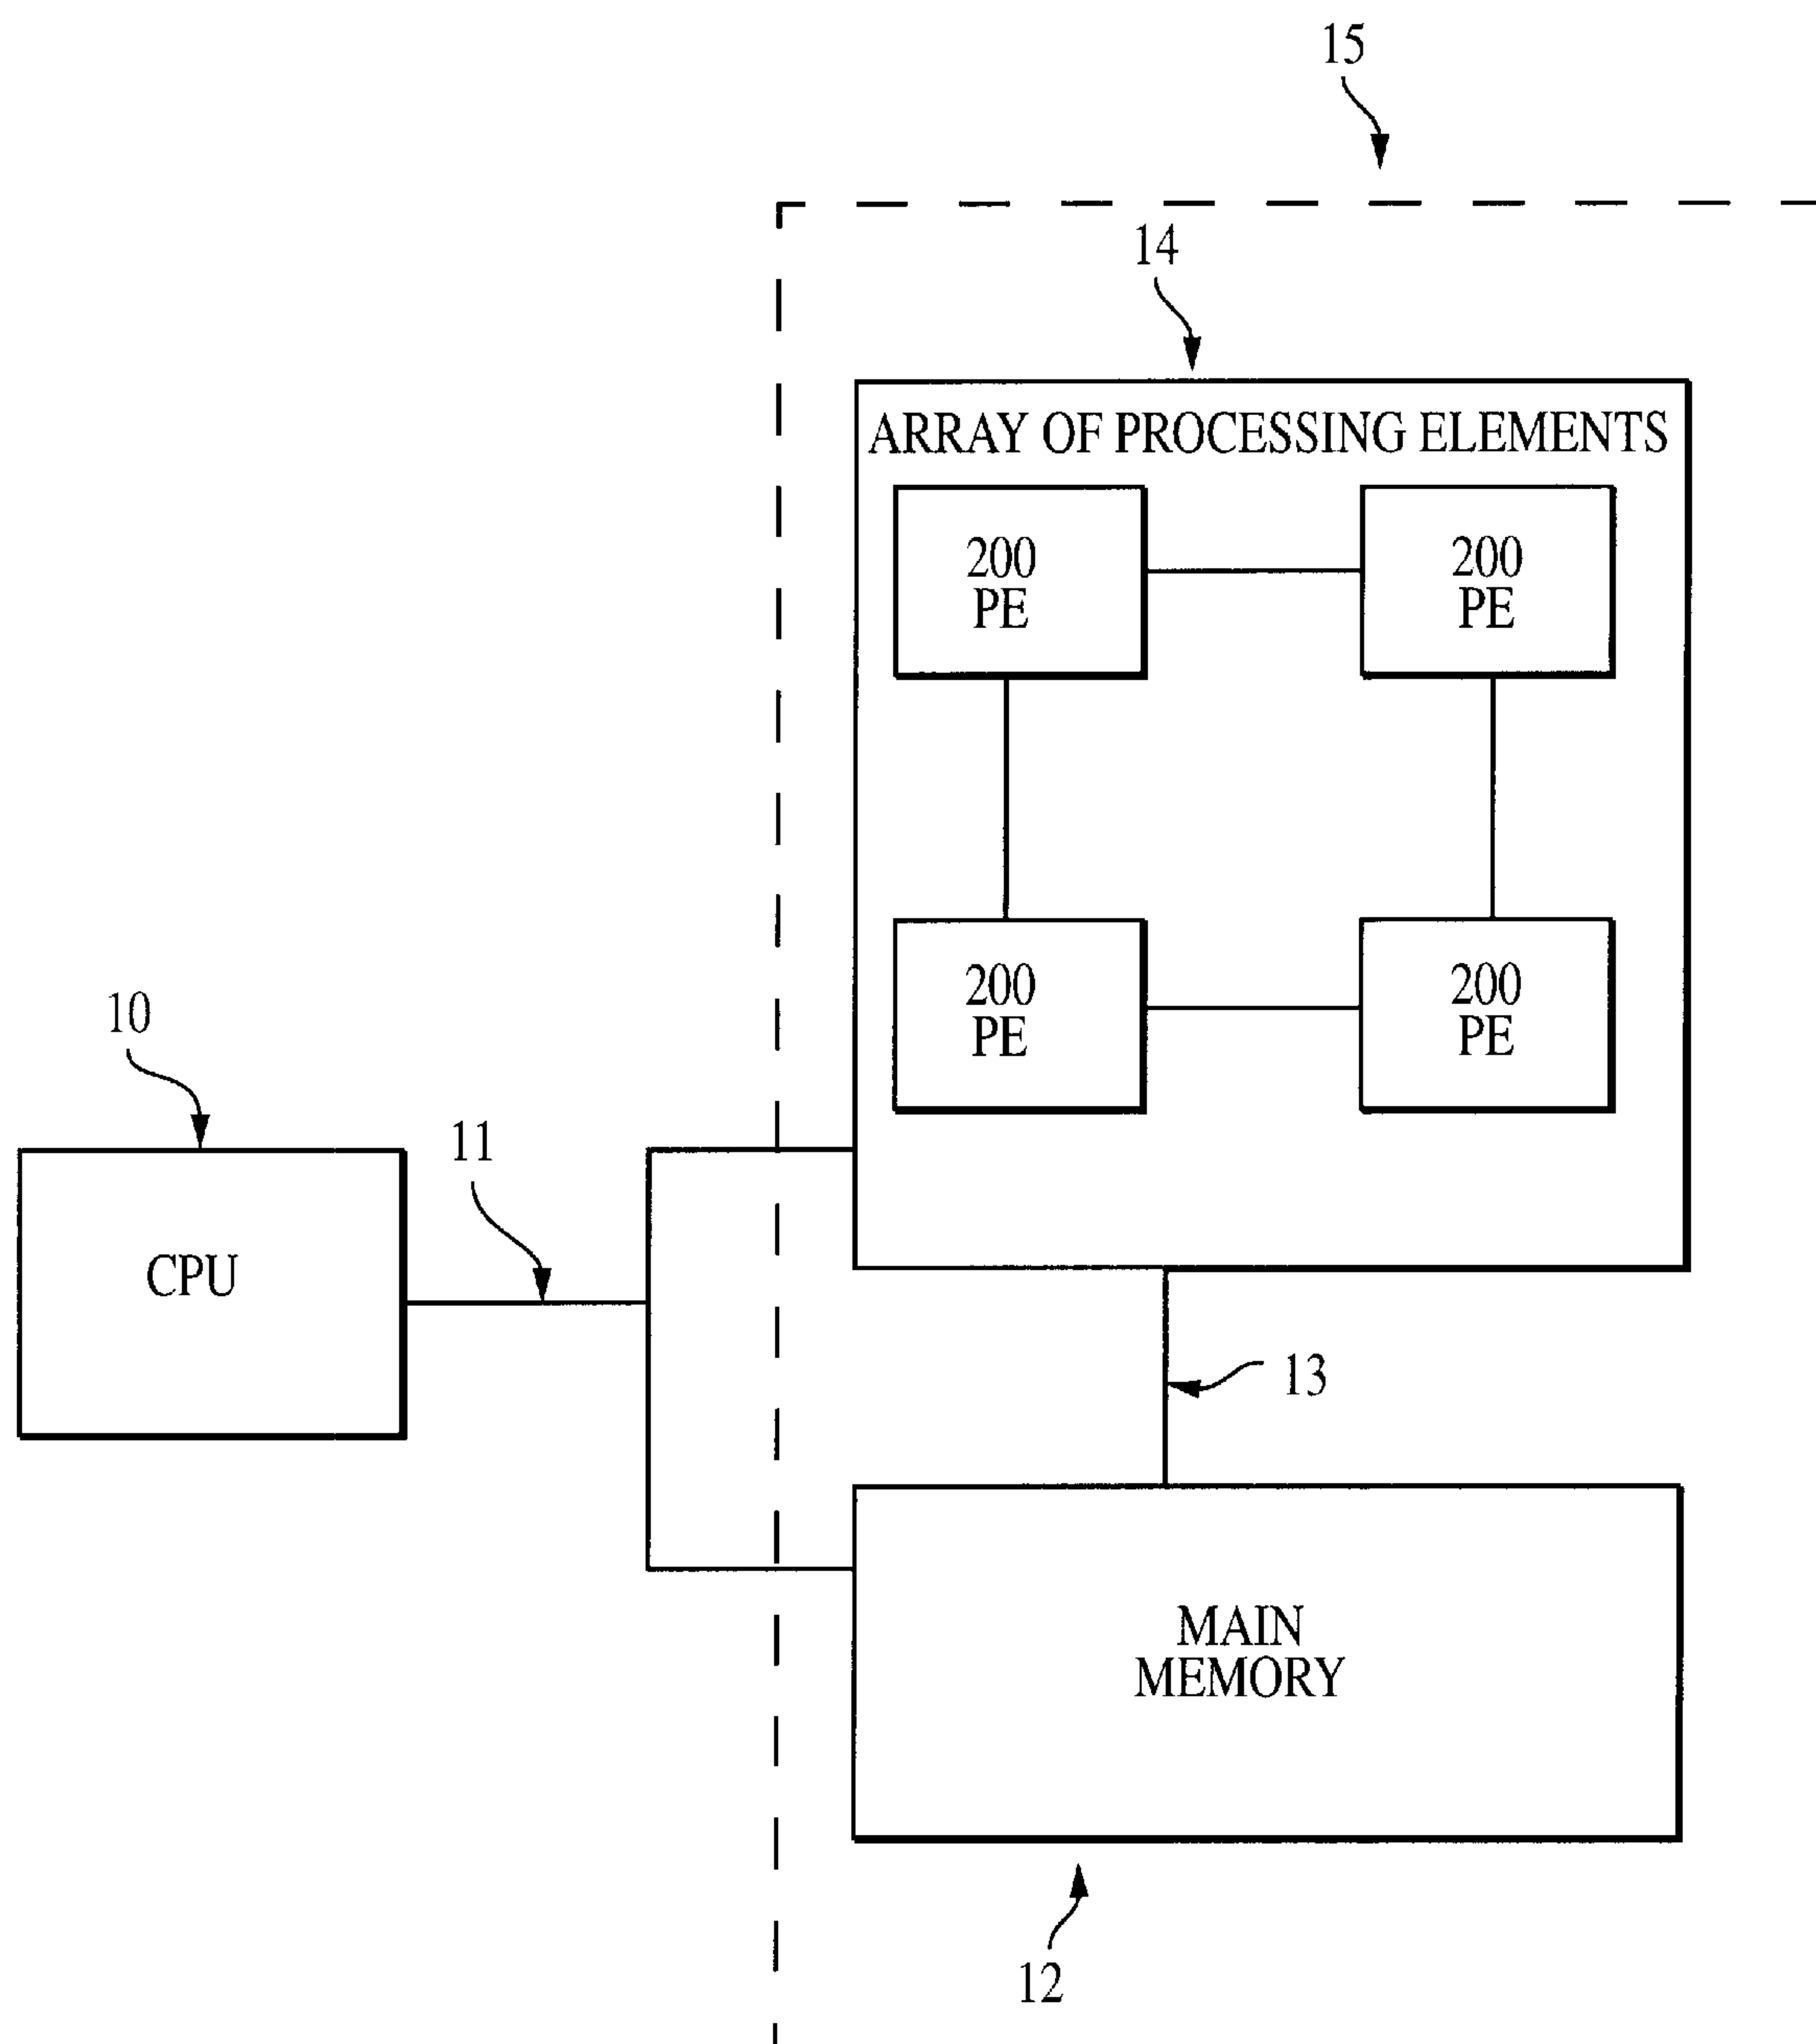 15
14
ARRAY OF PROCESSING ELEMENTS
200
PE
200
PE
200
PE
200
PE
10
11
CPU
13
MAIN
MEMORY
12